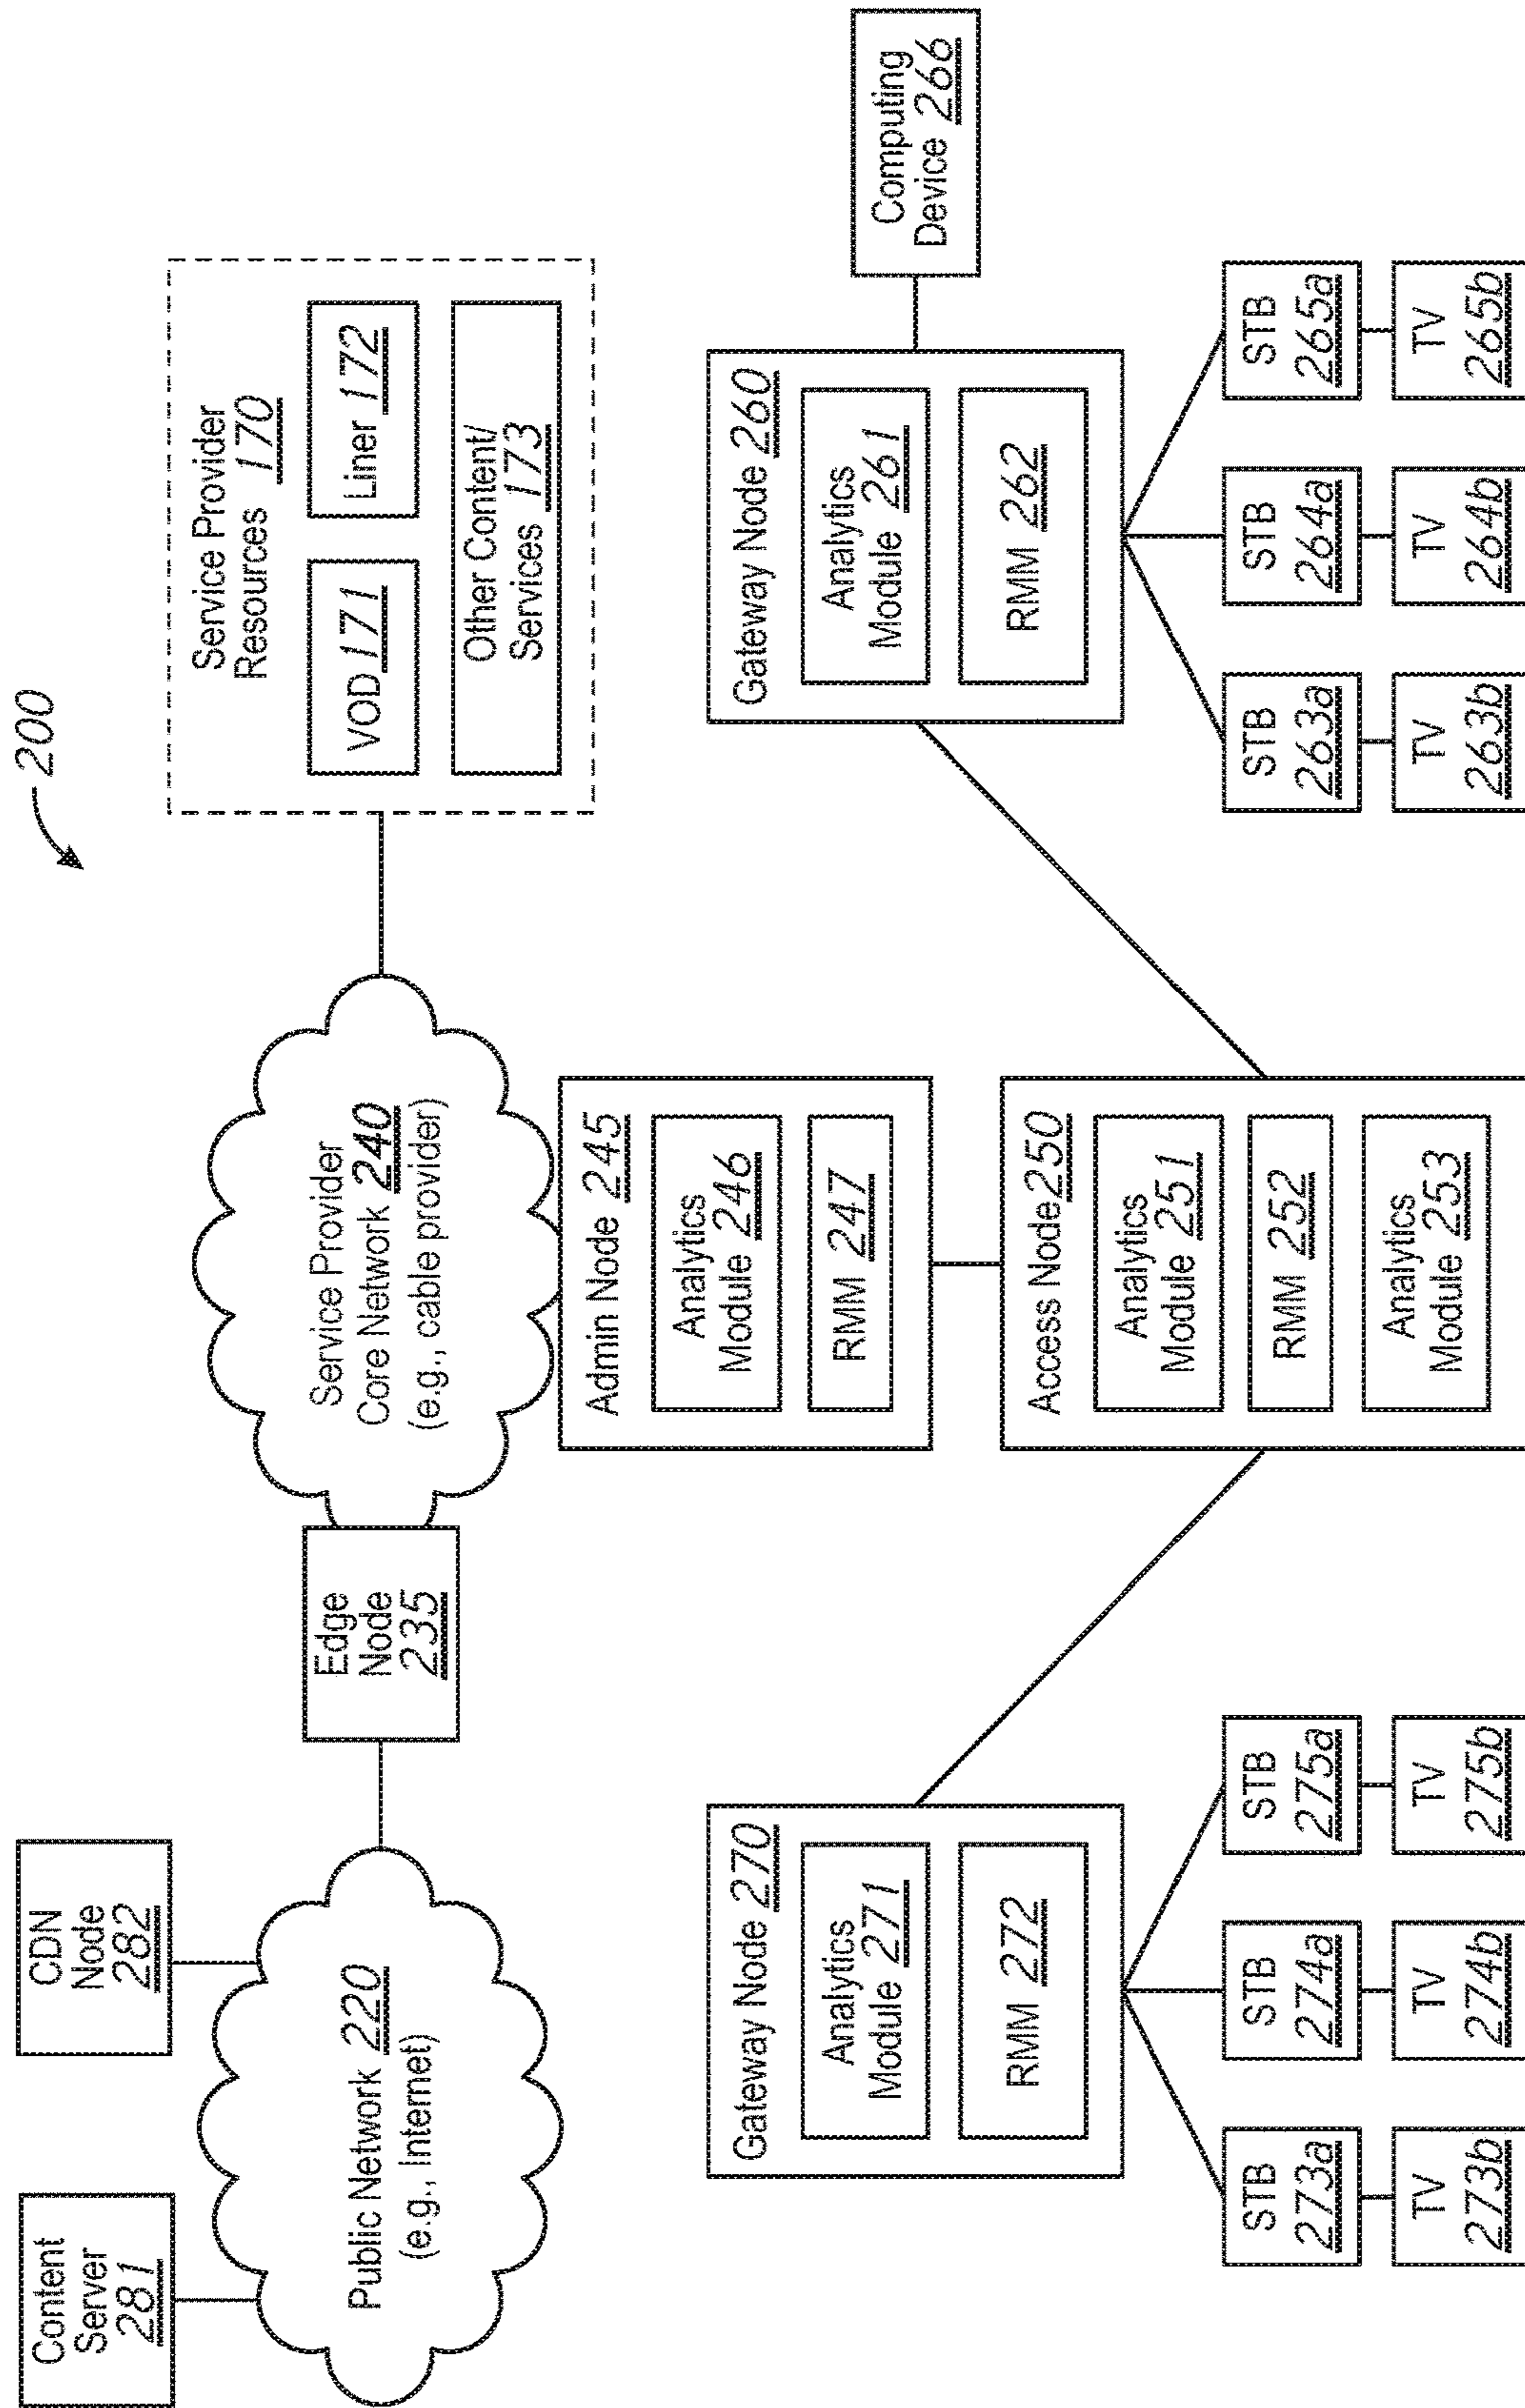 200
Content
Server
281
CDN
Node
282
Public Network 220
(e.g., Internet)
Edge
Node
235
Service Provider
Core Network 240
(e.g., cable provider)
Service Provider
Resources 170
VOD 171
Liner 172
Other Content/
Services 173
Admin Node 245
Analytics
Module 246
RMM 247
Access Node 250
Analytics
Module 251
RMM 252
Analytics
Module 253
Gateway Node 270
Analytics
Module 271
RMM 272
STB
273a
STB
274a
STB
275a
TV
273b
TV
274b
TV
275b
Gateway Node 260
Analytics
Module 261
RMM 262
Computing
Device 266
STB
263a
STB
264a
STB
265a
TV
263b
TV
264b
TV
265b